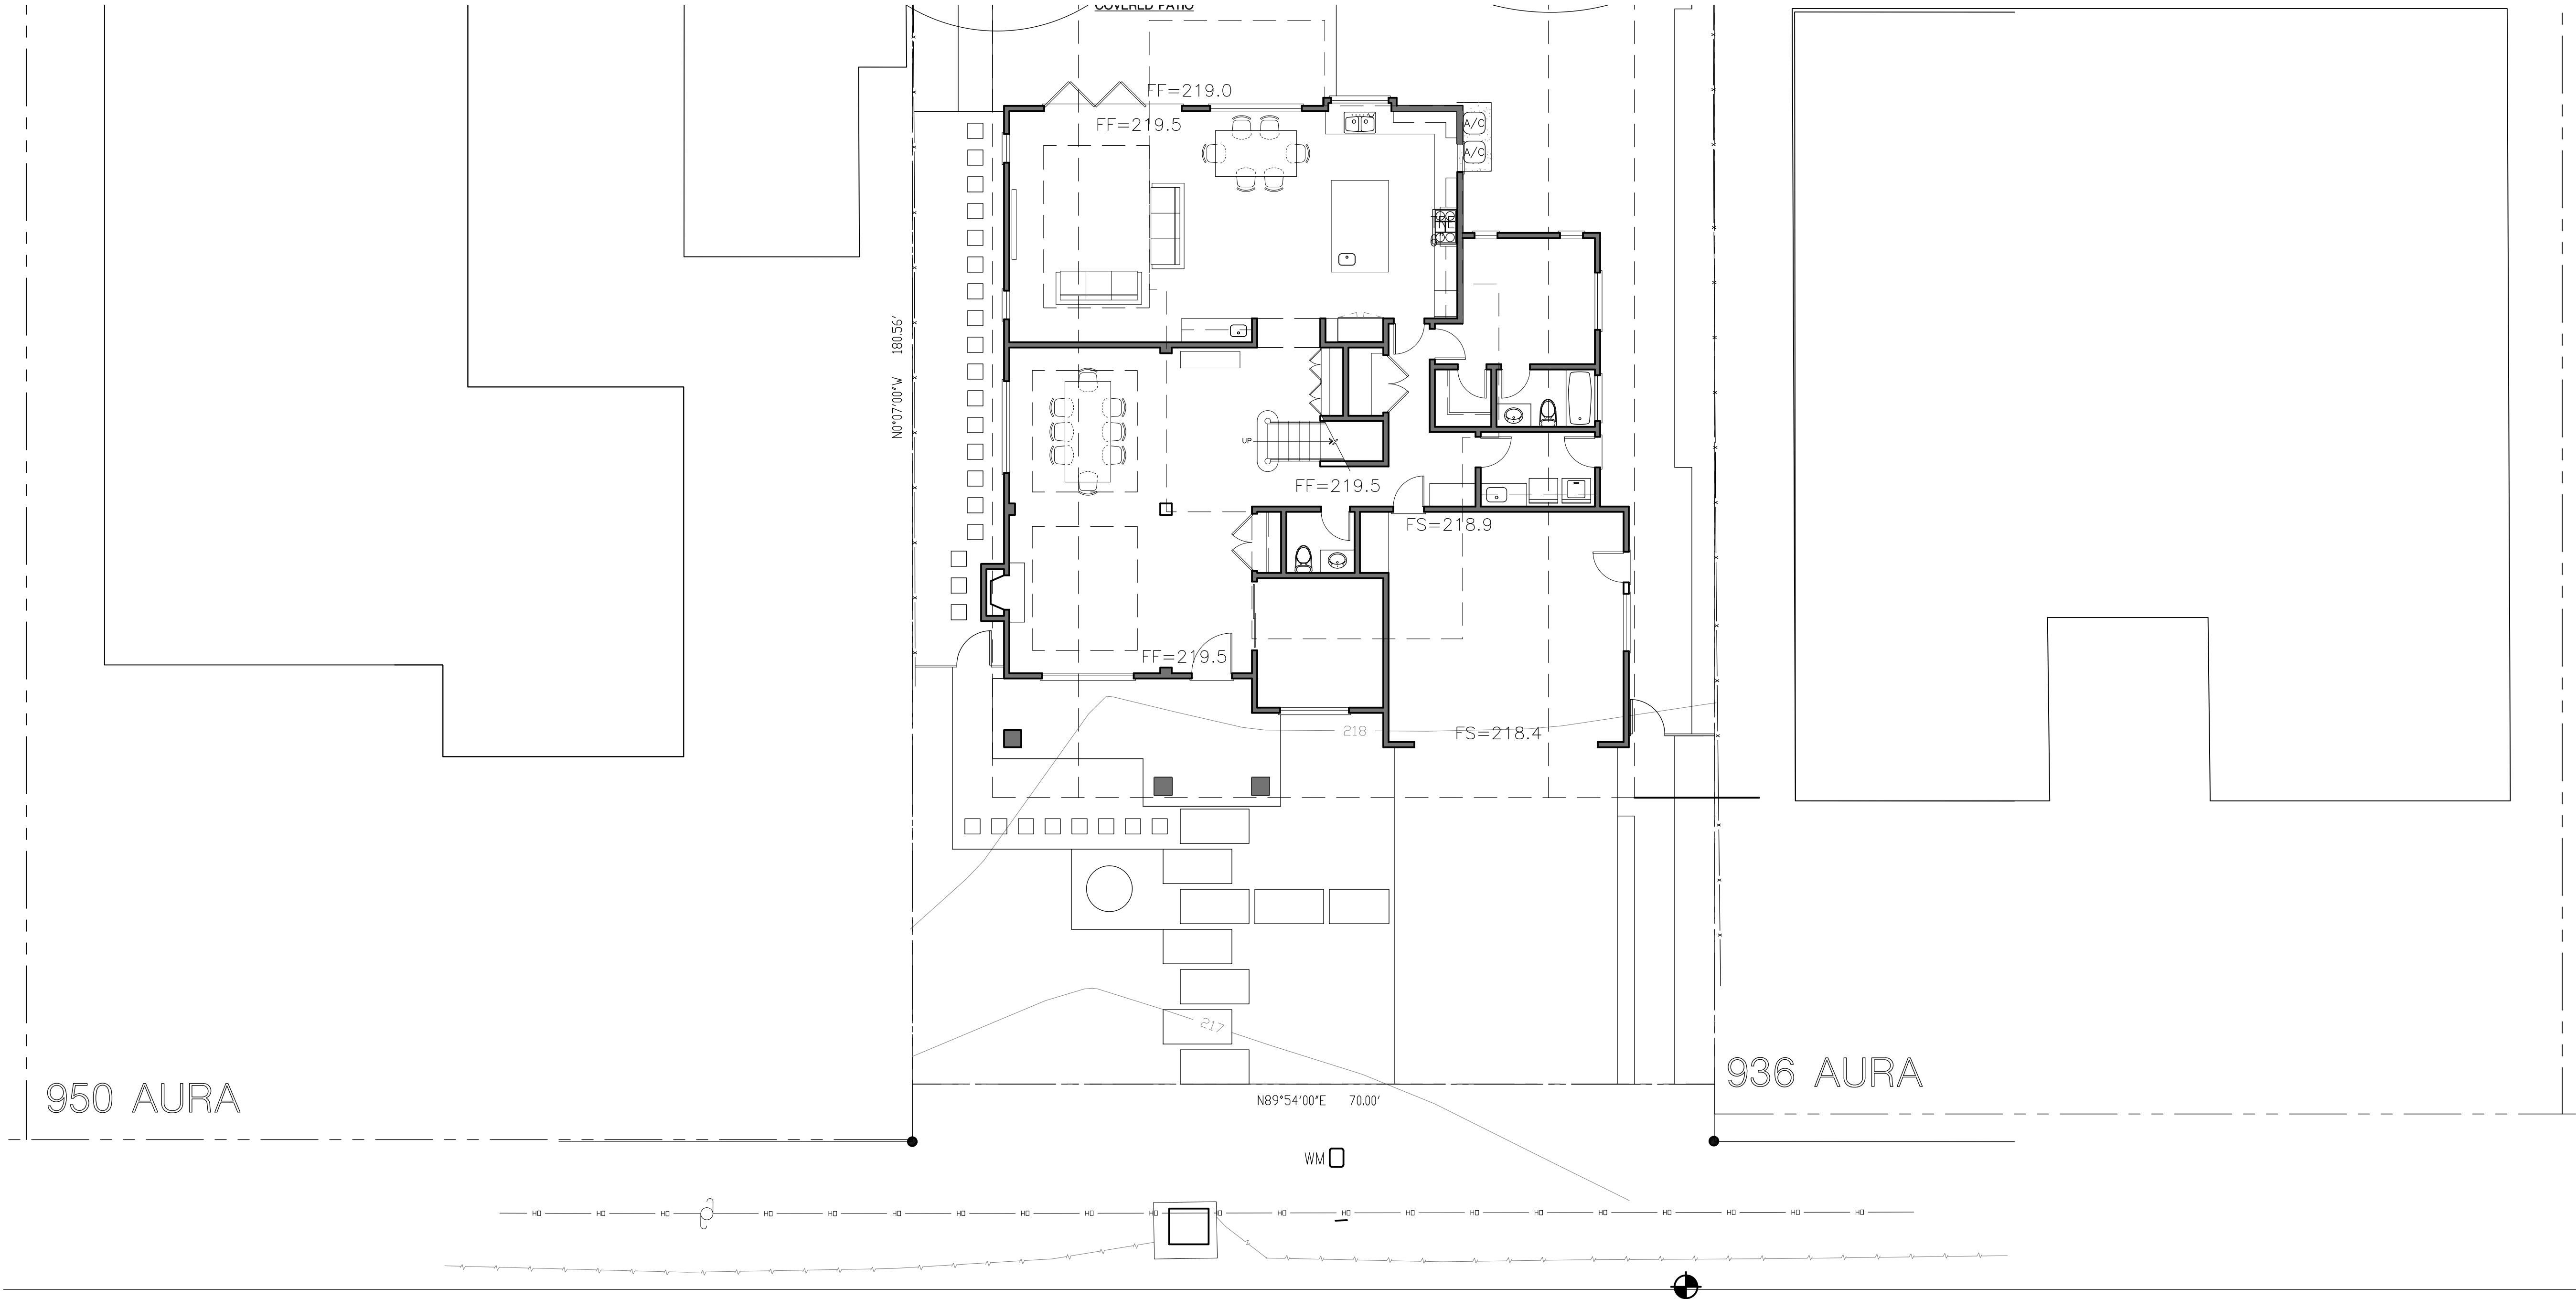 COVERED PATIO
FF=219.0
FF=219.5
A/C
A/C
N0°07'00"W 180.56'
UP
FF=219.5
FS=218.9
FF=219.5
218
FS=218.4
217
950 AURA
936 AURA
N89°54'00"E 70.00'
WM